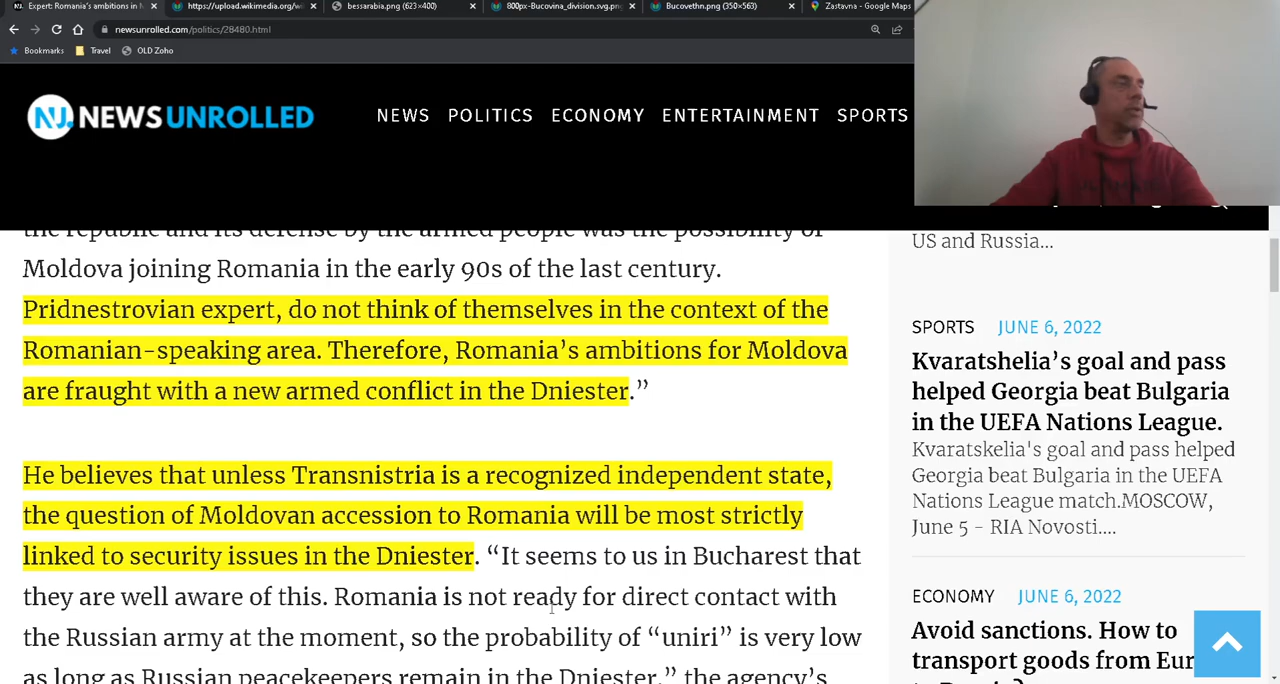 Expert: Romania's ambitions in M
https://upload.wikimedia.org/wi
bessarabia.png (623×400)
800px-Bucovina_division.svg.pn
Bucovethn.png (350×563)
Zastavna - Google Maps
newsunrolled.com/politics/28480.html
Bookmarks
Travel
OLD Zoho
NJ. NEWS UNROLLED
NEWS POLITICS ECONOMY ENTERTAINMENT SPORTS
the republic and its defense by the armed people was the possibility of
Moldova joining Romania in the early 90s of the last century.
Pridnestrovian expert, do not think of themselves in the context of the
Romanian-speaking area. Therefore, Romania's ambitions for Moldova
are fraught with a new armed conflict in the Dniester.”
He believes that unless Transnistria is a recognized independent state,
the question of Moldovan accession to Romania will be most strictly
linked to security issues in the Dniester. “It seems to us in Bucharest that
they are well aware of this. Romania is not ready for direct contact with
the Russian army at the moment, so the probability of “uniri” is very low
as long as Russian peacekeepers remain in the Dniester,” the agency's
US and Russia...
SPORTS JUNE 6, 2022
Kvaratshelia's goal and pass
helped Georgia beat Bulgaria
in the UEFA Nations League.
Kvaratskelia's goal and pass helped
Georgia beat Bulgaria in the UEFA
Nations League match.MOSCOW,
June 5 - RIA Novosti....
ECONOMY JUNE 6, 2022
Avoid sanctions. How to
transport goods from Eur